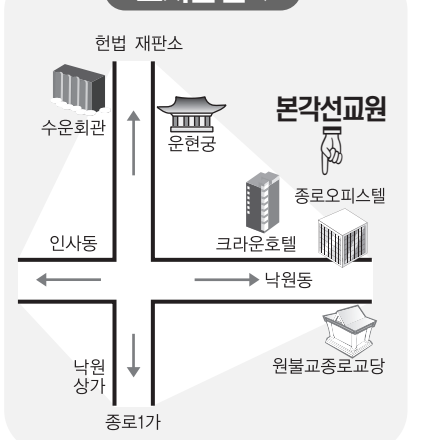 헌법 재판소
수운회관
운현궁
본각선교원
종로오피스텔
크라운호텔
인사동
낙원동
원불교종로교당
낙원
상가
종로1가